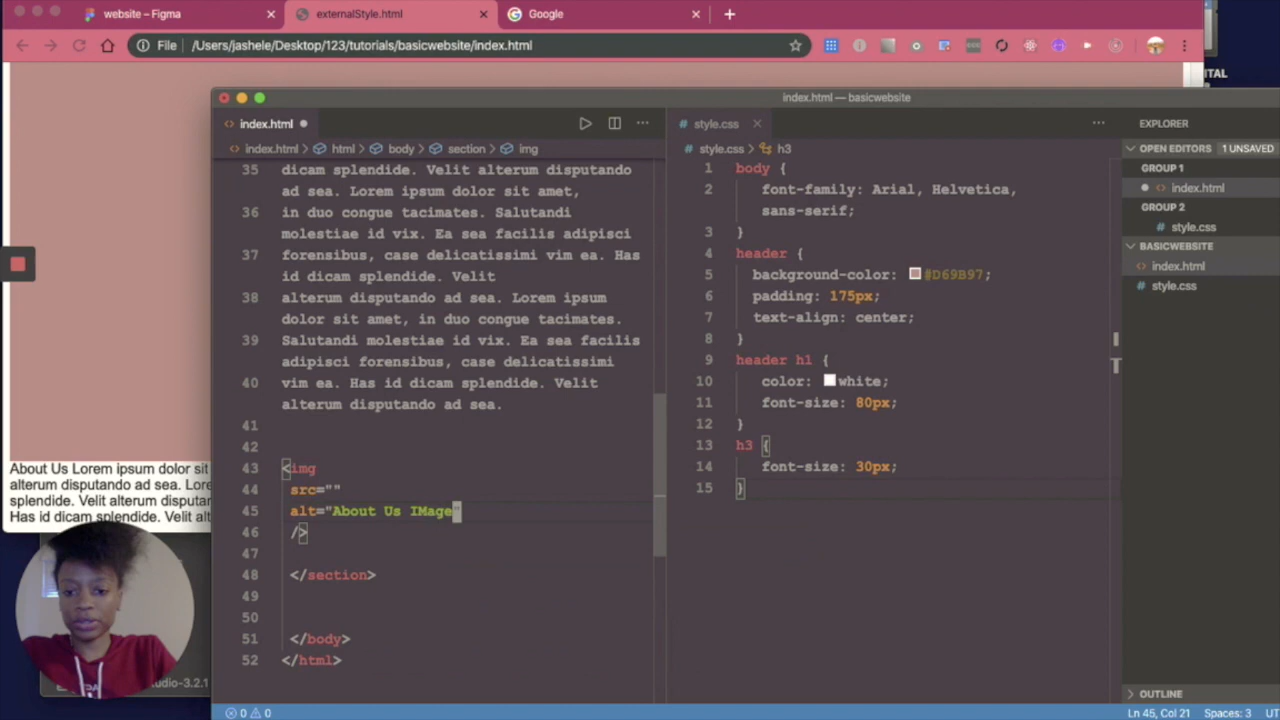 website – Figma
externalStyle.html
Google
File
/Users/jashele/Desktop/123/tutorials/basicwebsite/index.html
ITAL
index.html — basicwebsite
index.html
index.html > html > body > section > img
35 dicam splendide. Velit alterum disputando
ad sea. Lorem ipsum dolor sit amet,
36 in duo congue tacimates. Salutandi
molestiae id vix. Ea sea facilis adipisci
37 forensibus, case delicatissimi vim ea. Has
id dicam splendide. Velit
38 alterum disputando ad sea. Lorem ipsum
dolor sit amet, in duo congue tacimates.
39 Salutandi molestiae id vix. Ea sea facilis
adipisci forensibus, case delicatissimi
40 vim ea. Has id dicam splendide. Velit
alterum disputando ad sea.
41
42
43 <img
44 src=""
45 alt="About Us IMage"
46 />
47
48 </section>
49
50
51 </body>
52 </html>
style.css
style.css > h3
1 body {
2 font-family: Arial, Helvetica,
sans-serif;
3 }
4 header {
5 background-color: #D69B97;
6 padding: 175px;
7 text-align: center;
8 }
9 header h1 {
10 color: white;
11 font-size: 80px;
12 }
13 h3 {
14 font-size: 30px;
15 }
EXPLORER
OPEN EDITORS 1 UNSAVED
GROUP 1
index.html
GROUP 2
style.css
BASICWEBSITE
index.html
style.css
OUTLINE
About Us Lorem ipsum dolor sit
alterum disputando ad sea. Lore
splendide. Velit alterum disputar
Has id dicam splendide. Velit alt
udio-3.2.1
0 0
Ln 45, Col 21 Spaces: 3 UT